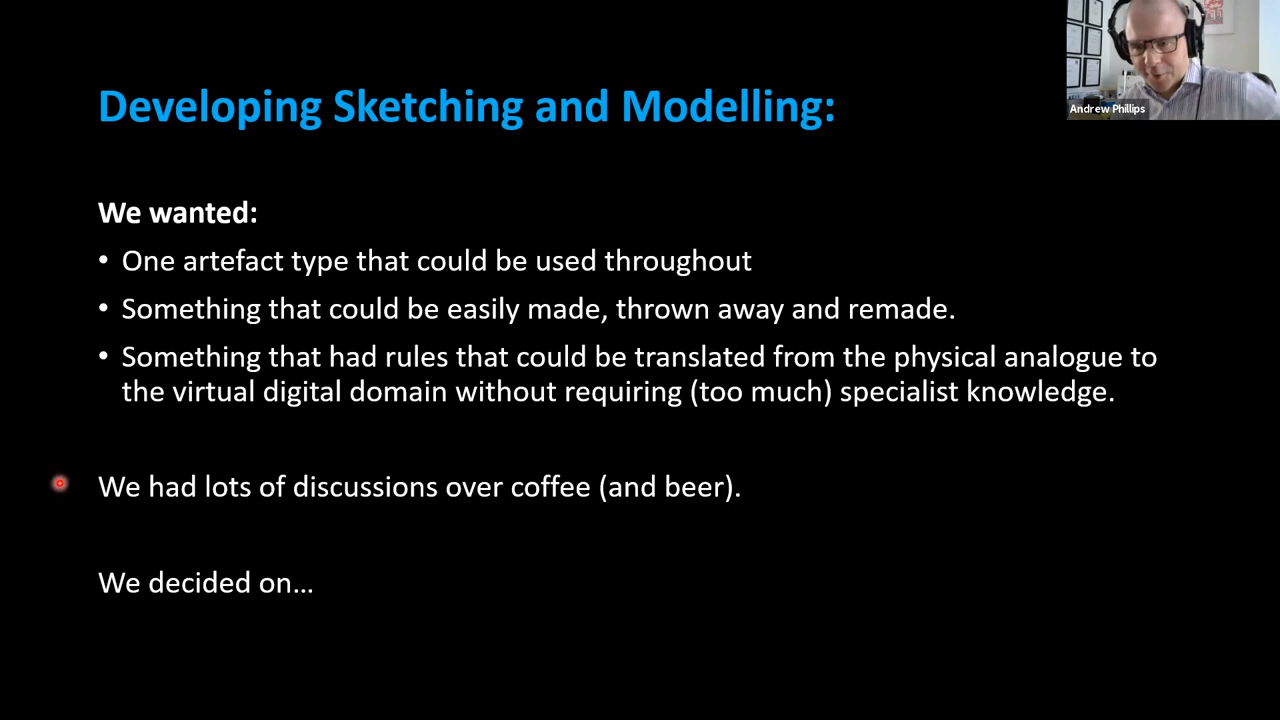 Developing Sketching and Modelling:
Andrew Phillips
We wanted:
• One artefact type that could be used throughout
• Something that could be easily made, thrown away and remade.
• Something that had rules that could be translated from the physical analogue to
the virtual digital domain without requiring (too much) specialist knowledge.
We had lots of discussions over coffee (and beer).
We decided on…